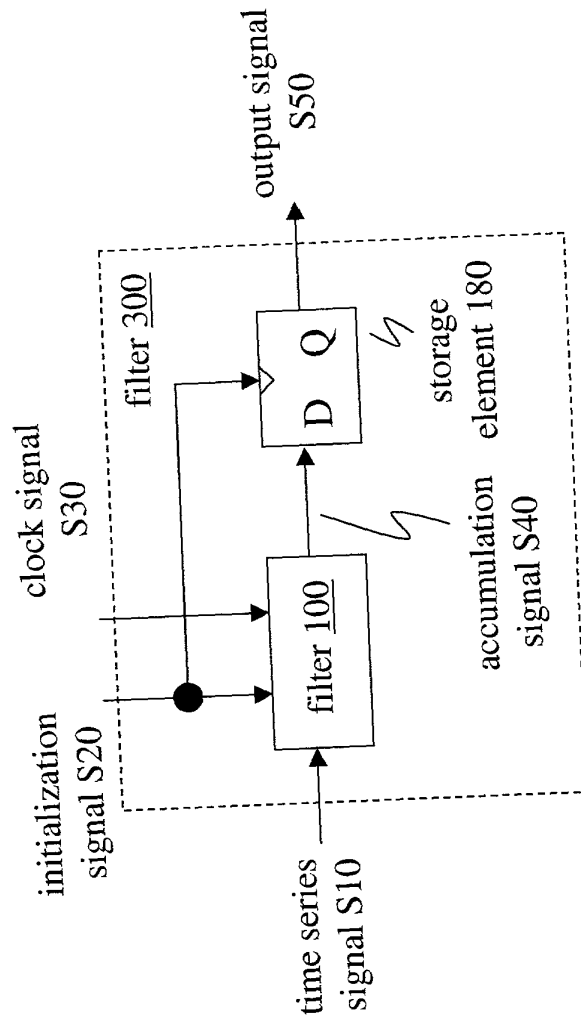 initialization
signal S20
clock signal
S30
filter 300
output signal
S50
time series
signal S10
filter 100
D Q
accumulation
signal S40
storage
element 180